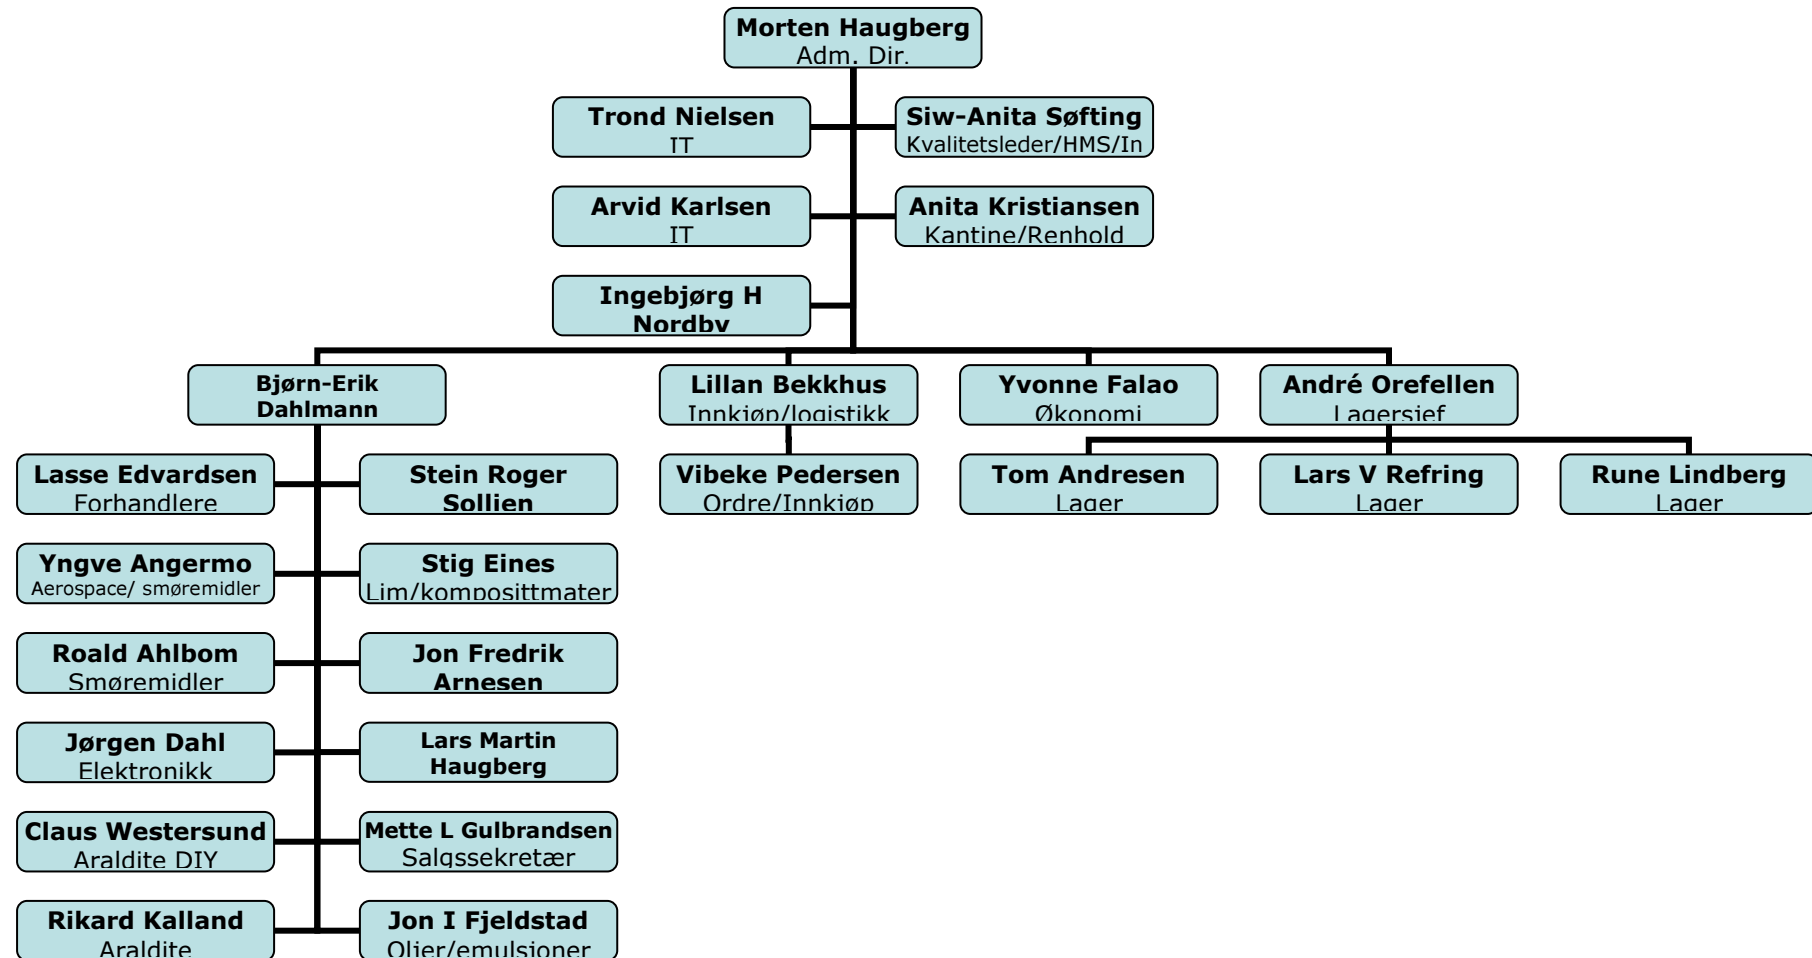 Morten Haugberg
Adm. Dir.
Trond Nielsen
IT
Siw-Anita Søfting
Kvalitetsleder/HMS/In
Arvid Karlsen
IT
Anita Kristiansen
Kantine/Renhold
Ingebjørg H
Nordby
Bjørn-Erik
Dahlmann
Lillan Bekkhus
Innkjøp/logistikk
Yvonne Falao
Økonomi
André Orefellen
Lagersjef
Lasse Edvardsen
Forhandlere
Stein Roger
Sollien
Vibeke Pedersen
Ordre/Innkjøp
Tom Andresen
Lager
Lars V Refring
Lager
Rune Lindberg
Lager
Yngve Angermo
Aerospace/ smøremidler
Stig Eines
Lim/komposittmater
Roald Ahlbom
Smøremidler
Jon Fredrik
Arnesen
Jørgen Dahl
Elektronikk
Lars Martin
Haugberg
Claus Westersund
Araldite DIY
Mette L Gulbrandsen
Salgssekretær
Rikard Kalland
Araldite
Jon I Fjeldstad
Oljer/emulsjoner